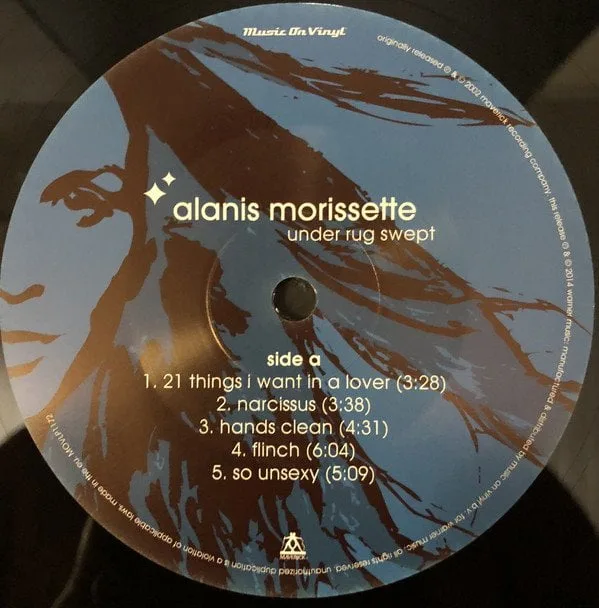 Music On Vinyl
originally released ℗ & © 2002 maverick recording company. this release ℗ & © 2014 warner music. manufactured & distributed by music on vinyl b.v. for warner music. all rights reserved. unauthorized duplication is a violation of applicable laws. made in the eu. MOVLP1172
alanis morissette
under rug swept
side a
1. 21 things i want in a lover (3:28)
2. narcissus (3:38)
3. hands clean (4:31)
4. flinch (6:04)
5. so unsexy (5:09)
MAVERICK